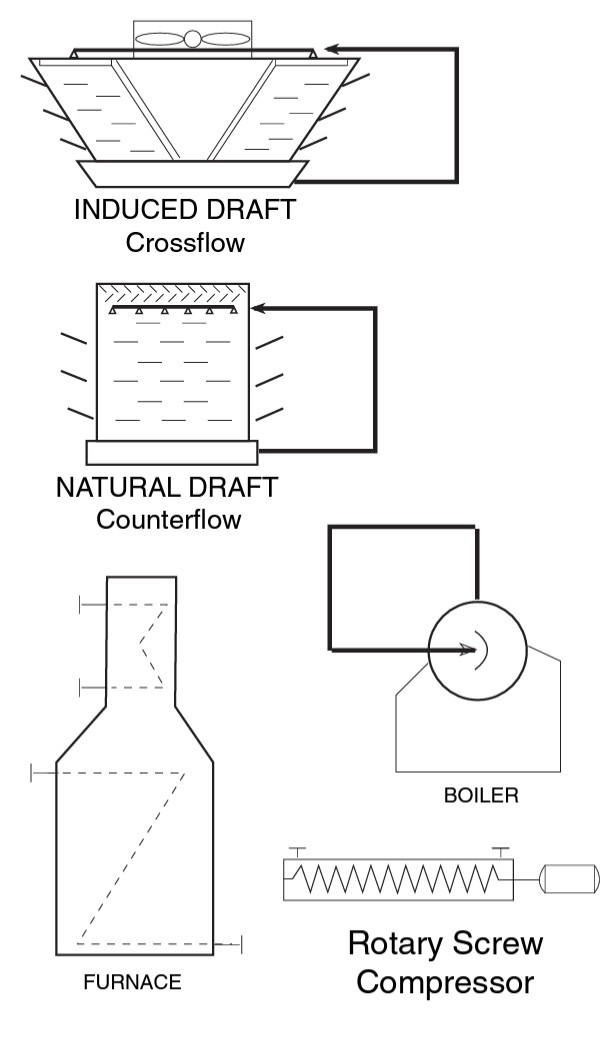 INDUCED DRAFT
Crossflow
NATURAL DRAFT
Counterflow
BOILER
FURNACE
Rotary Screw
Compressor